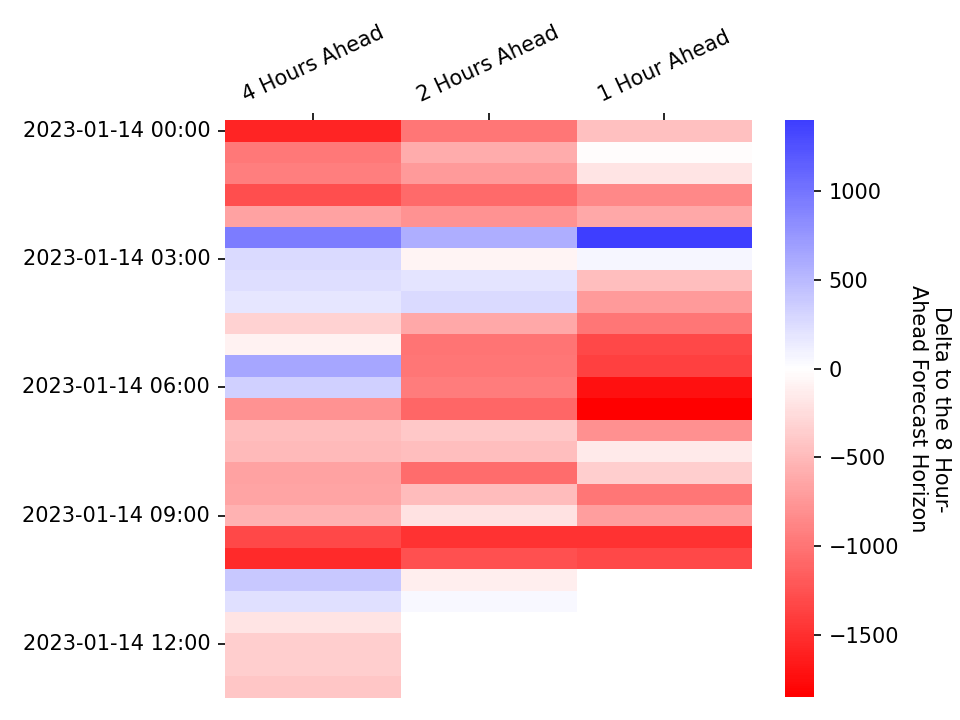 4 Hours Ahead
2 Hours Ahead
1 Hour Ahead
2023-01-14 00:00
2023-01-14 03:00
2023-01-14 06:00
2023-01-14 09:00
2023-01-14 12:00
1000
500
0
−500
−1000
−1500
Delta to the 8 Hour-
Ahead Forecast Horizon